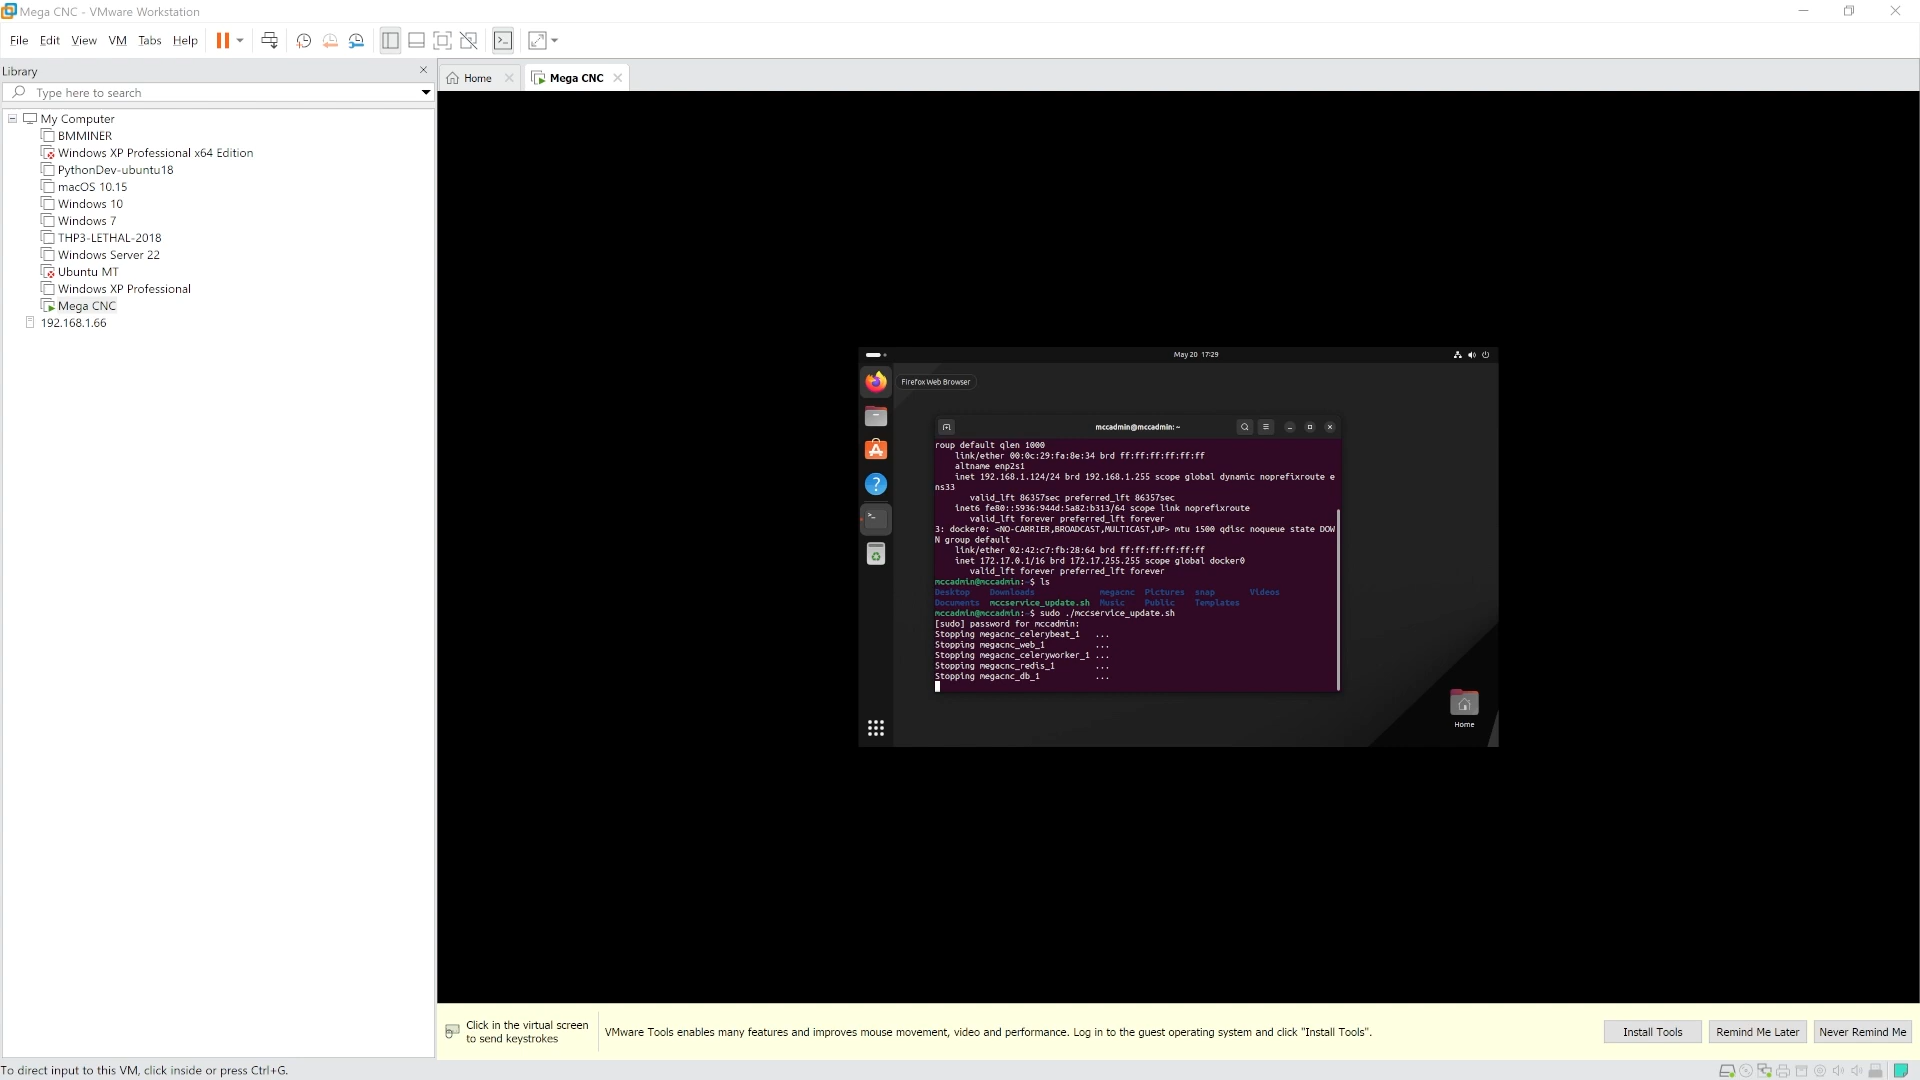 Mega CNC - VMware Workstation
File Edit View VM Tabs Help
Library
Type here to search
My Computer
BMMINER
Windows XP Professional x64 Edition
PythonDev-ubuntu18
macOS 10.15
Windows 10
Windows 7
THP3-LETHAL-2018
Windows Server 22
Ubuntu MT
Windows XP Professional
Mega CNC
192.168.1.66
Home
Mega CNC
May 20 17:29
Firefox Web Browser
mccadmin@mccadmin: ~
roup default qlen 1000
link/ether 00:0c:29:fa:8e:34 brd ff:ff:ff:ff:ff:ff
altname enp2s1
inet 192.168.1.124/24 brd 192.168.1.255 scope global dynamic noprefixroute e
ns33
valid_lft 86357sec preferred_lft 86357sec
inet6 fe80::5936:944d:5a82:b313/64 scope link noprefixroute
valid_lft forever preferred_lft forever
3: docker0: <NO-CARRIER,BROADCAST,MULTICAST,UP> mtu 1500 qdisc noqueue state DOW
N group default
link/ether 02:42:c7:fb:28:64 brd ff:ff:ff:ff:ff:ff
inet 172.17.0.1/16 brd 172.17.255.255 scope global docker0
valid_lft forever preferred_lft forever
mccadmin@mccadmin:~$ ls
Desktop Downloads megacnc Pictures snap Videos
Documents mccservice_update.sh Music Public Templates
mccadmin@mccadmin:~$ sudo ./mccservice_update.sh
[sudo] password for mccadmin:
Stopping megacnc_celerybeat_1 ...
Stopping megacnc_web_1 ...
Stopping megacnc_celeryworker_1 ...
Stopping megacnc_redis_1 ...
Stopping megacnc_db_1 ...
Home
Click in the virtual screen
to send keystrokes
VMware Tools enables many features and improves mouse movement, video and performance. Log in to the guest operating system and click "Install Tools".
Install Tools
Remind Me Later
Never Remind Me
To direct input to this VM, click inside or press Ctrl+G.